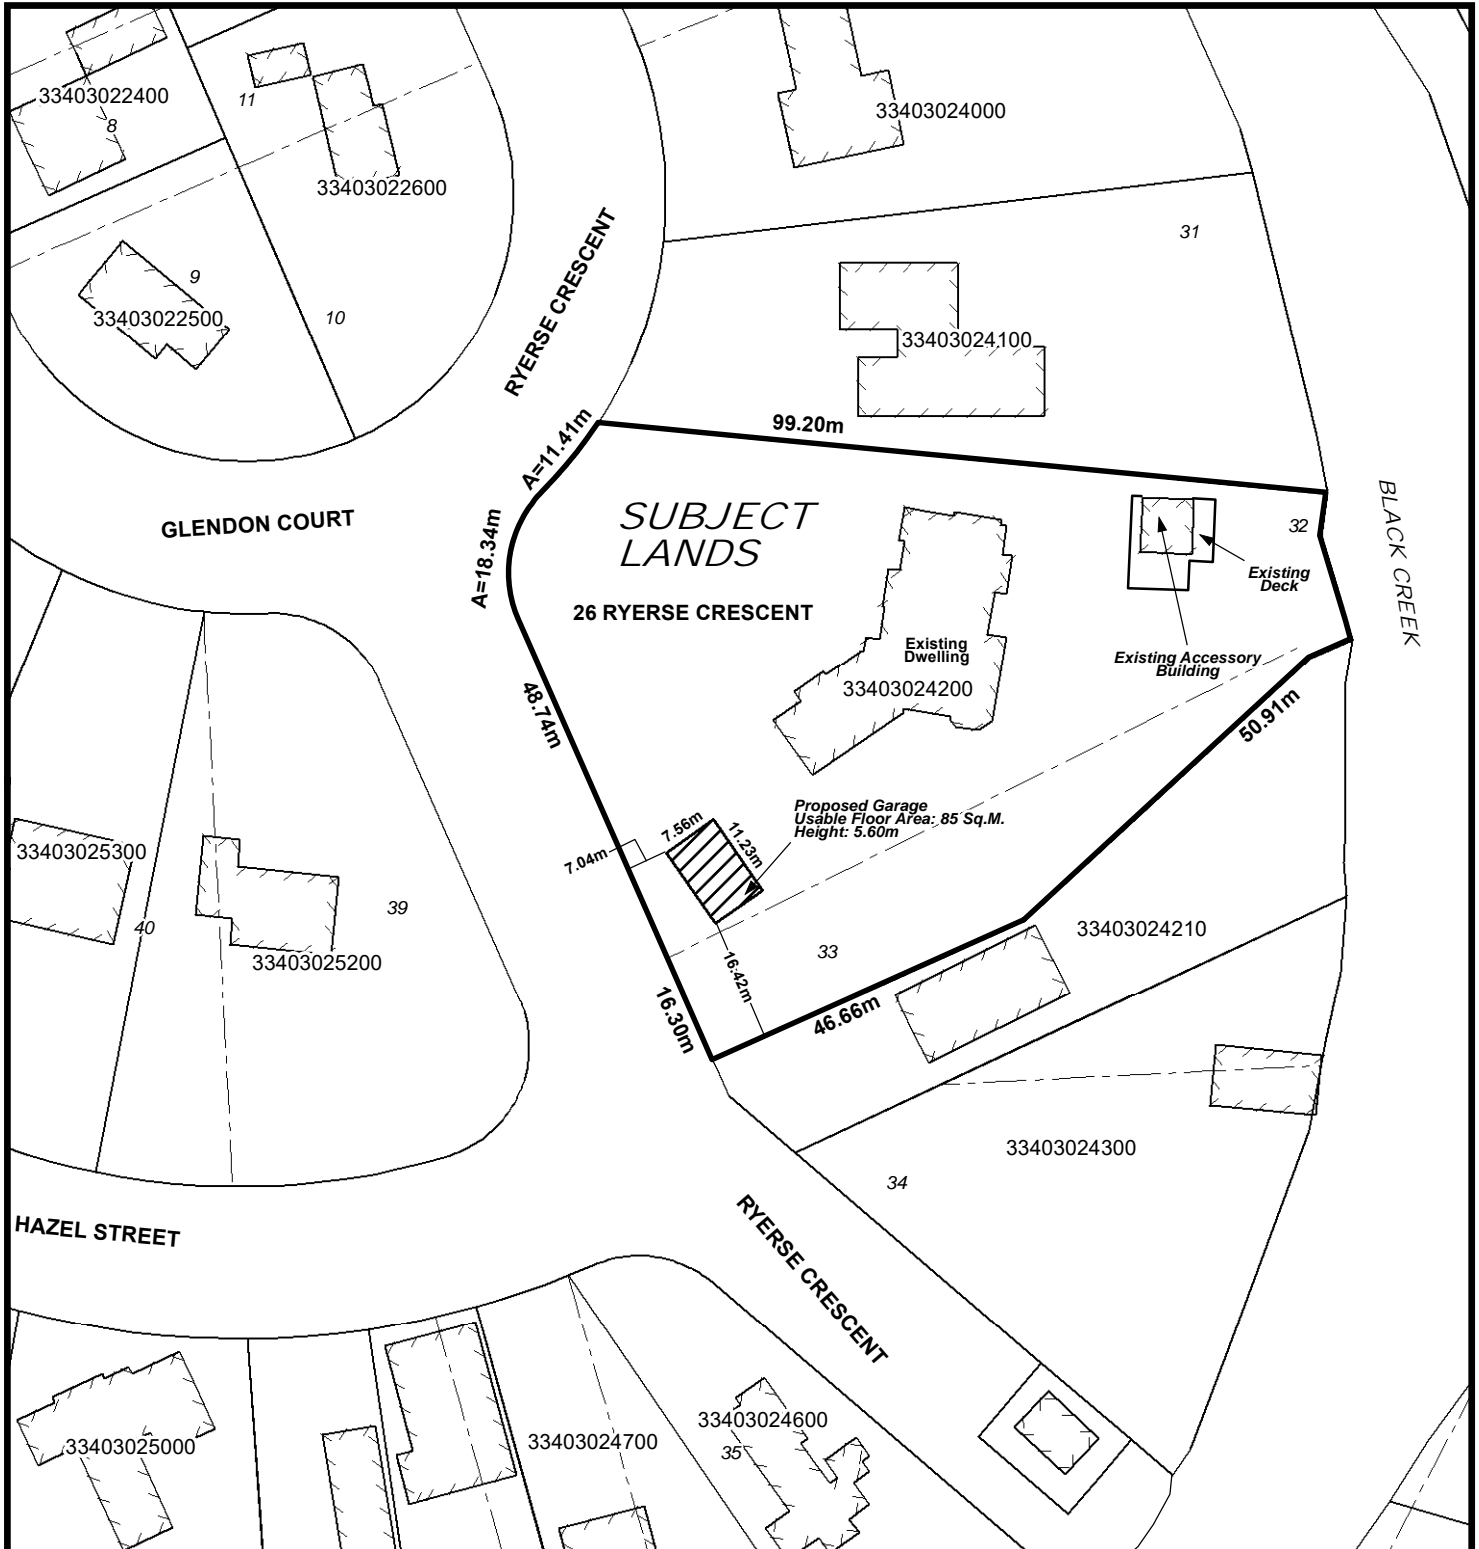 33403022400
8
11
33403022600
33403024000
31
9
33403022500
10
RYERSE CRESCENT
33403024100
99.20m
A=11.41m
GLENDON COURT
A=18.34m
SUBJECT
LANDS
26 RYERSE CRESCENT
32
BLACK CREEK
Existing
Deck
Existing
Dwelling
33403024200
Existing Accessory
Building
48.74m
50.91m
Proposed Garage
Usable Floor Area: 85 Sq.M.
Height: 5.60m
7.56m
11.23m
7.04m
33403025300
40
39
33403025200
33
16.42m
16.30m
46.66m
33403024210
33403024300
34
HAZEL STREET
RYERSE CRESCENT
33403025000
33403024700
33403024600
35